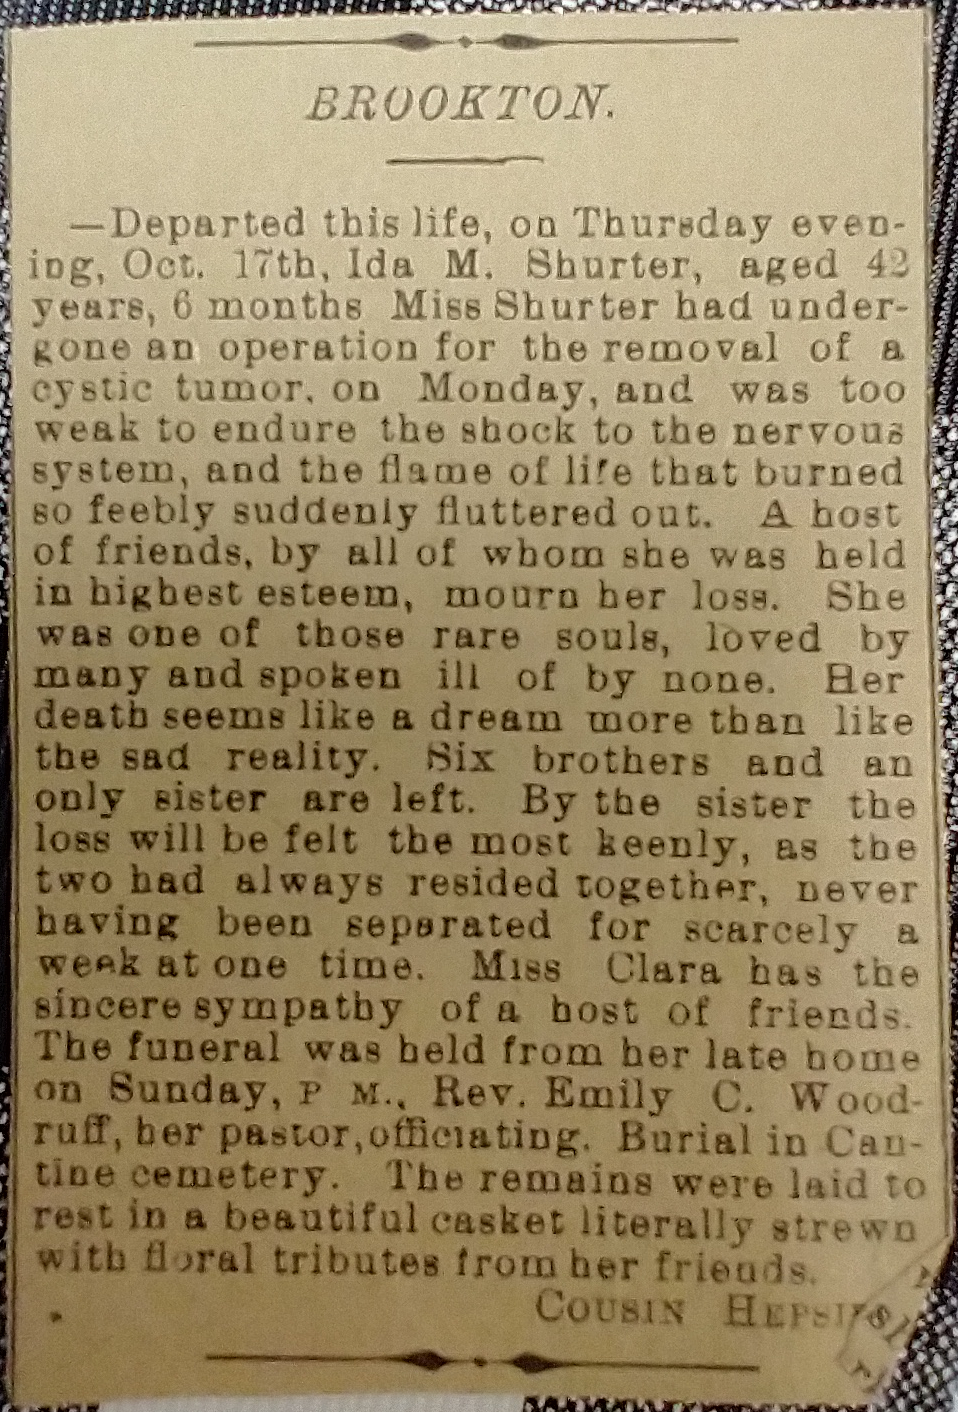 BROOKTON.
—Departed this life, on Thursday even-
ing, Oct. 17th, Ida M. Shurter, aged 42
years, 6 months Miss Shurter had under-
gone an operation for the removal of a
cystic tumor, on Monday, and was too
weak to endure the shock to the nervous
system, and the flame of life that burned
so feebly suddenly fluttered out. A host
of friends, by all of whom she was held
in highest esteem, mourn her loss. She
was one of those rare souls, loved by
many and spoken ill of by none. Her
death seems like a dream more than like
the sad reality. Six brothers and an
only sister are left. By the sister the
loss will be felt the most keenly, as the
two had always resided together, never
having been separated for scarcely a
week at one time. Miss Clara has the
sincere sympathy of a host of friends.
The funeral was held from her late home
on Sunday, P M., Rev. Emily C. Wood-
ruff, her pastor, officiating. Burial in Can-
tine cemetery. The remains were laid to
rest in a beautiful casket literally strewn
with floral tributes from her friends.
COUSIN